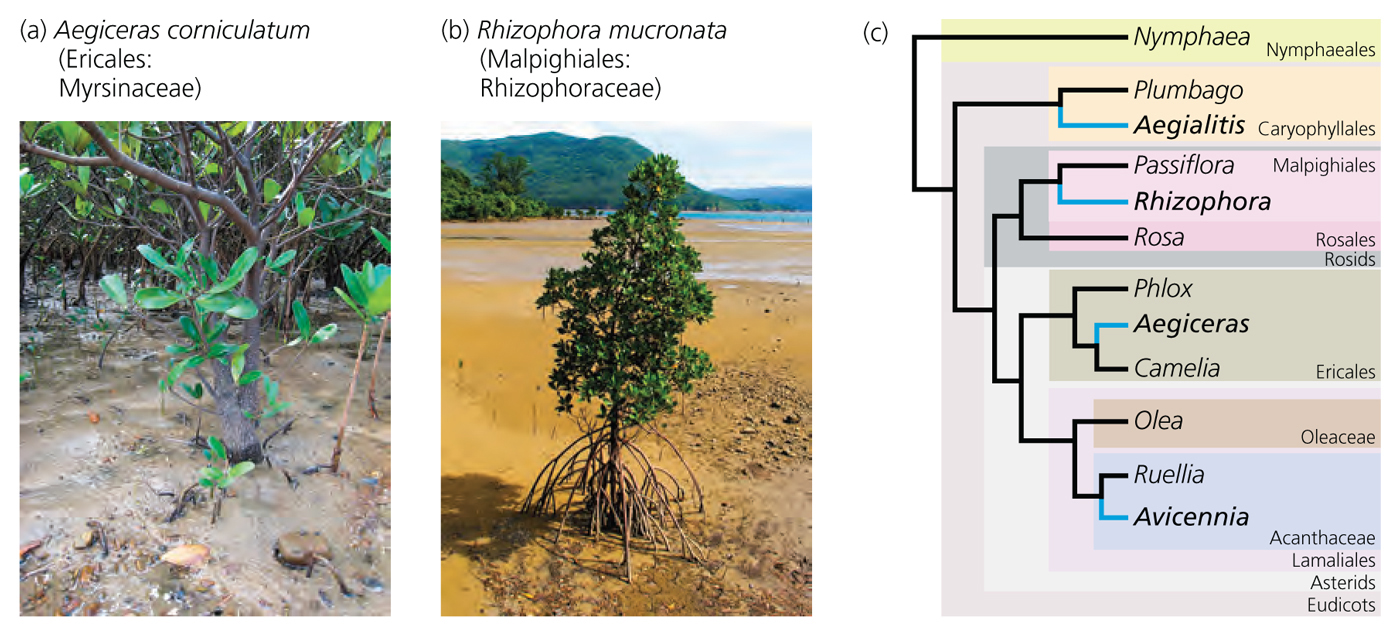 (a) Aegiceras corniculatum
(Ericales:
Myrsinaceae)
(b) Rhizophora mucronata
(Malpighiales:
Rhizophoraceae)
(c)
Nymphaea
Nymphaeales
Plumbago
Aegialitis
Caryophyllales
Passiflora
Malpighiales
Rhizophora
Rosa
Rosales
Rosids
Phlox
Aegiceras
Camelia
Ericales
Olea
Oleaceae
Ruellia
Avicennia
Acanthaceae
Lamaliales
Asterids
Eudicots